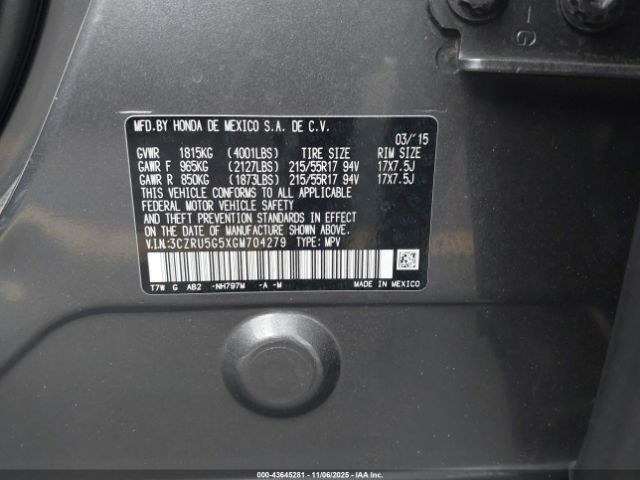 G
MFD.BY HONDA DE MEXICO S.A. DE C.V.
03/'15
GVWR 1815KG (4001LBS) TIRE SIZE RIM SIZE
GAWR F 965KG (2127LBS) 215/55R17 94V 17X7.5J
GAWR R 850KG (1873LBS) 215/55R17 94V 17X7.5J
THIS VEHICLE CONFORMS TO ALL APPLICABLE
FEDERAL MOTOR VEHICLE SAFETY
AND THEFT PREVENTION STANDARDS IN EFFECT
ON THE DATE OF MANUFACTURE SHOWN ABOVE.
V.I.N:3CZRU5G5XGM704279 TYPE: MPV
T7W G AB2 -NH797M -A -M MADE IN MEXICO
000-43645281 - 11/06/2025 - IAAI.COM